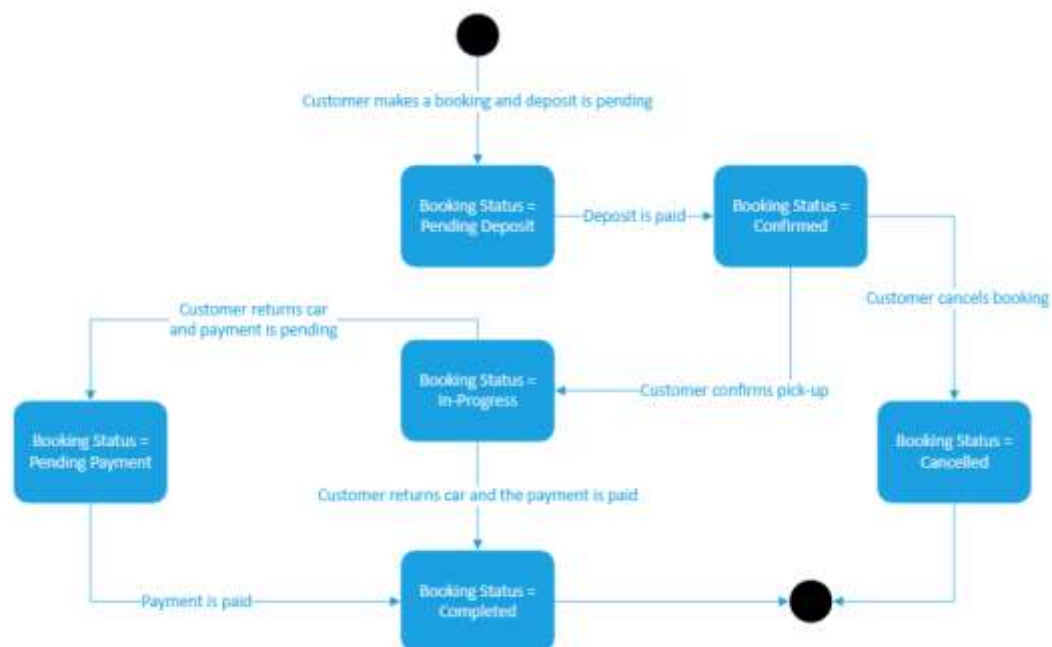 Customer makes a booking and deposit is pending
Booking Status =
Pending Deposit
Deposit is paid
Booking Status =
Confirmed
Customer cancels booking
Customer returns car
and payment is pending
Booking Status =
In-Progress
Customer confirms pick-up
Booking Status =
Pending Payment
Booking Status =
Cancelled
Customer returns car and the payment is paid
Payment is paid
Booking Status =
Completed